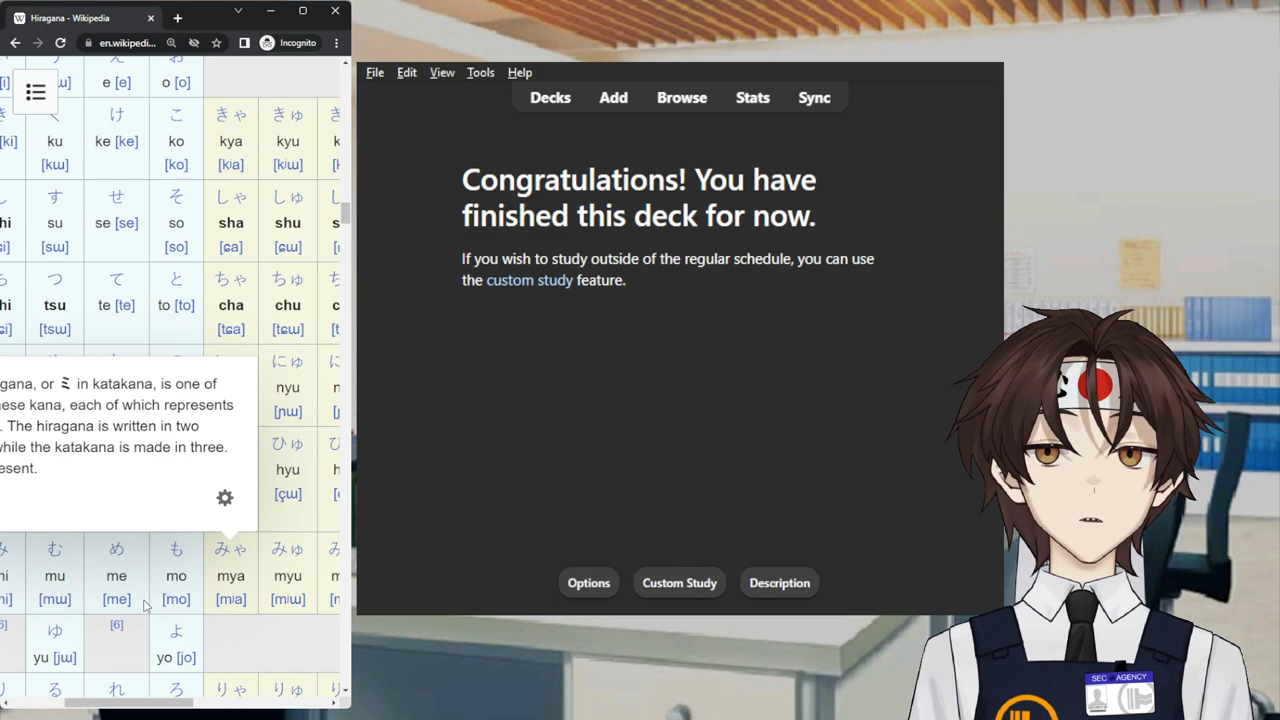 Hiragana - Wikipedia
en.wikipedi...
Incognito
File Edit View Tools Help
Decks Add Browse Stats Sync
Congratulations! You have
finished this deck for now.
If you wish to study outside of the regular schedule, you can use
the custom study feature.
Options Custom Study Description
e [e] o [o]
け こ きゃ きゅ
[ki] ku ke [ke] ko kya kyu
[kɯ] [ko] [kʲa] [kʲɯ]
す せ そ しゃ しゅ
su se [se] so sha shu
[sɯ] [so] [ɕa] [ɕɯ]
つ て と ちゃ ちゅ
tsu te [te] to [to] cha chu
[tsɯ] [tɕa] [tɕɯ]
にゅ
nyu
[ɲɯ]
ひゅ
hyu
[çɯ]
gana, or ミ in katakana, is one of
nese kana, each of which represents
. The hiragana is written in two
while the katakana is made in three.
esent.
む め も みゃ みゅ
mu me mo mya myu
[mɯ] [me] [mo] [mʲa] [mʲɯ]
[6]
ゆ よ
yu [jɯ] yo [jo]
る れ ろ りゃ りゅ
SEC AGENCY